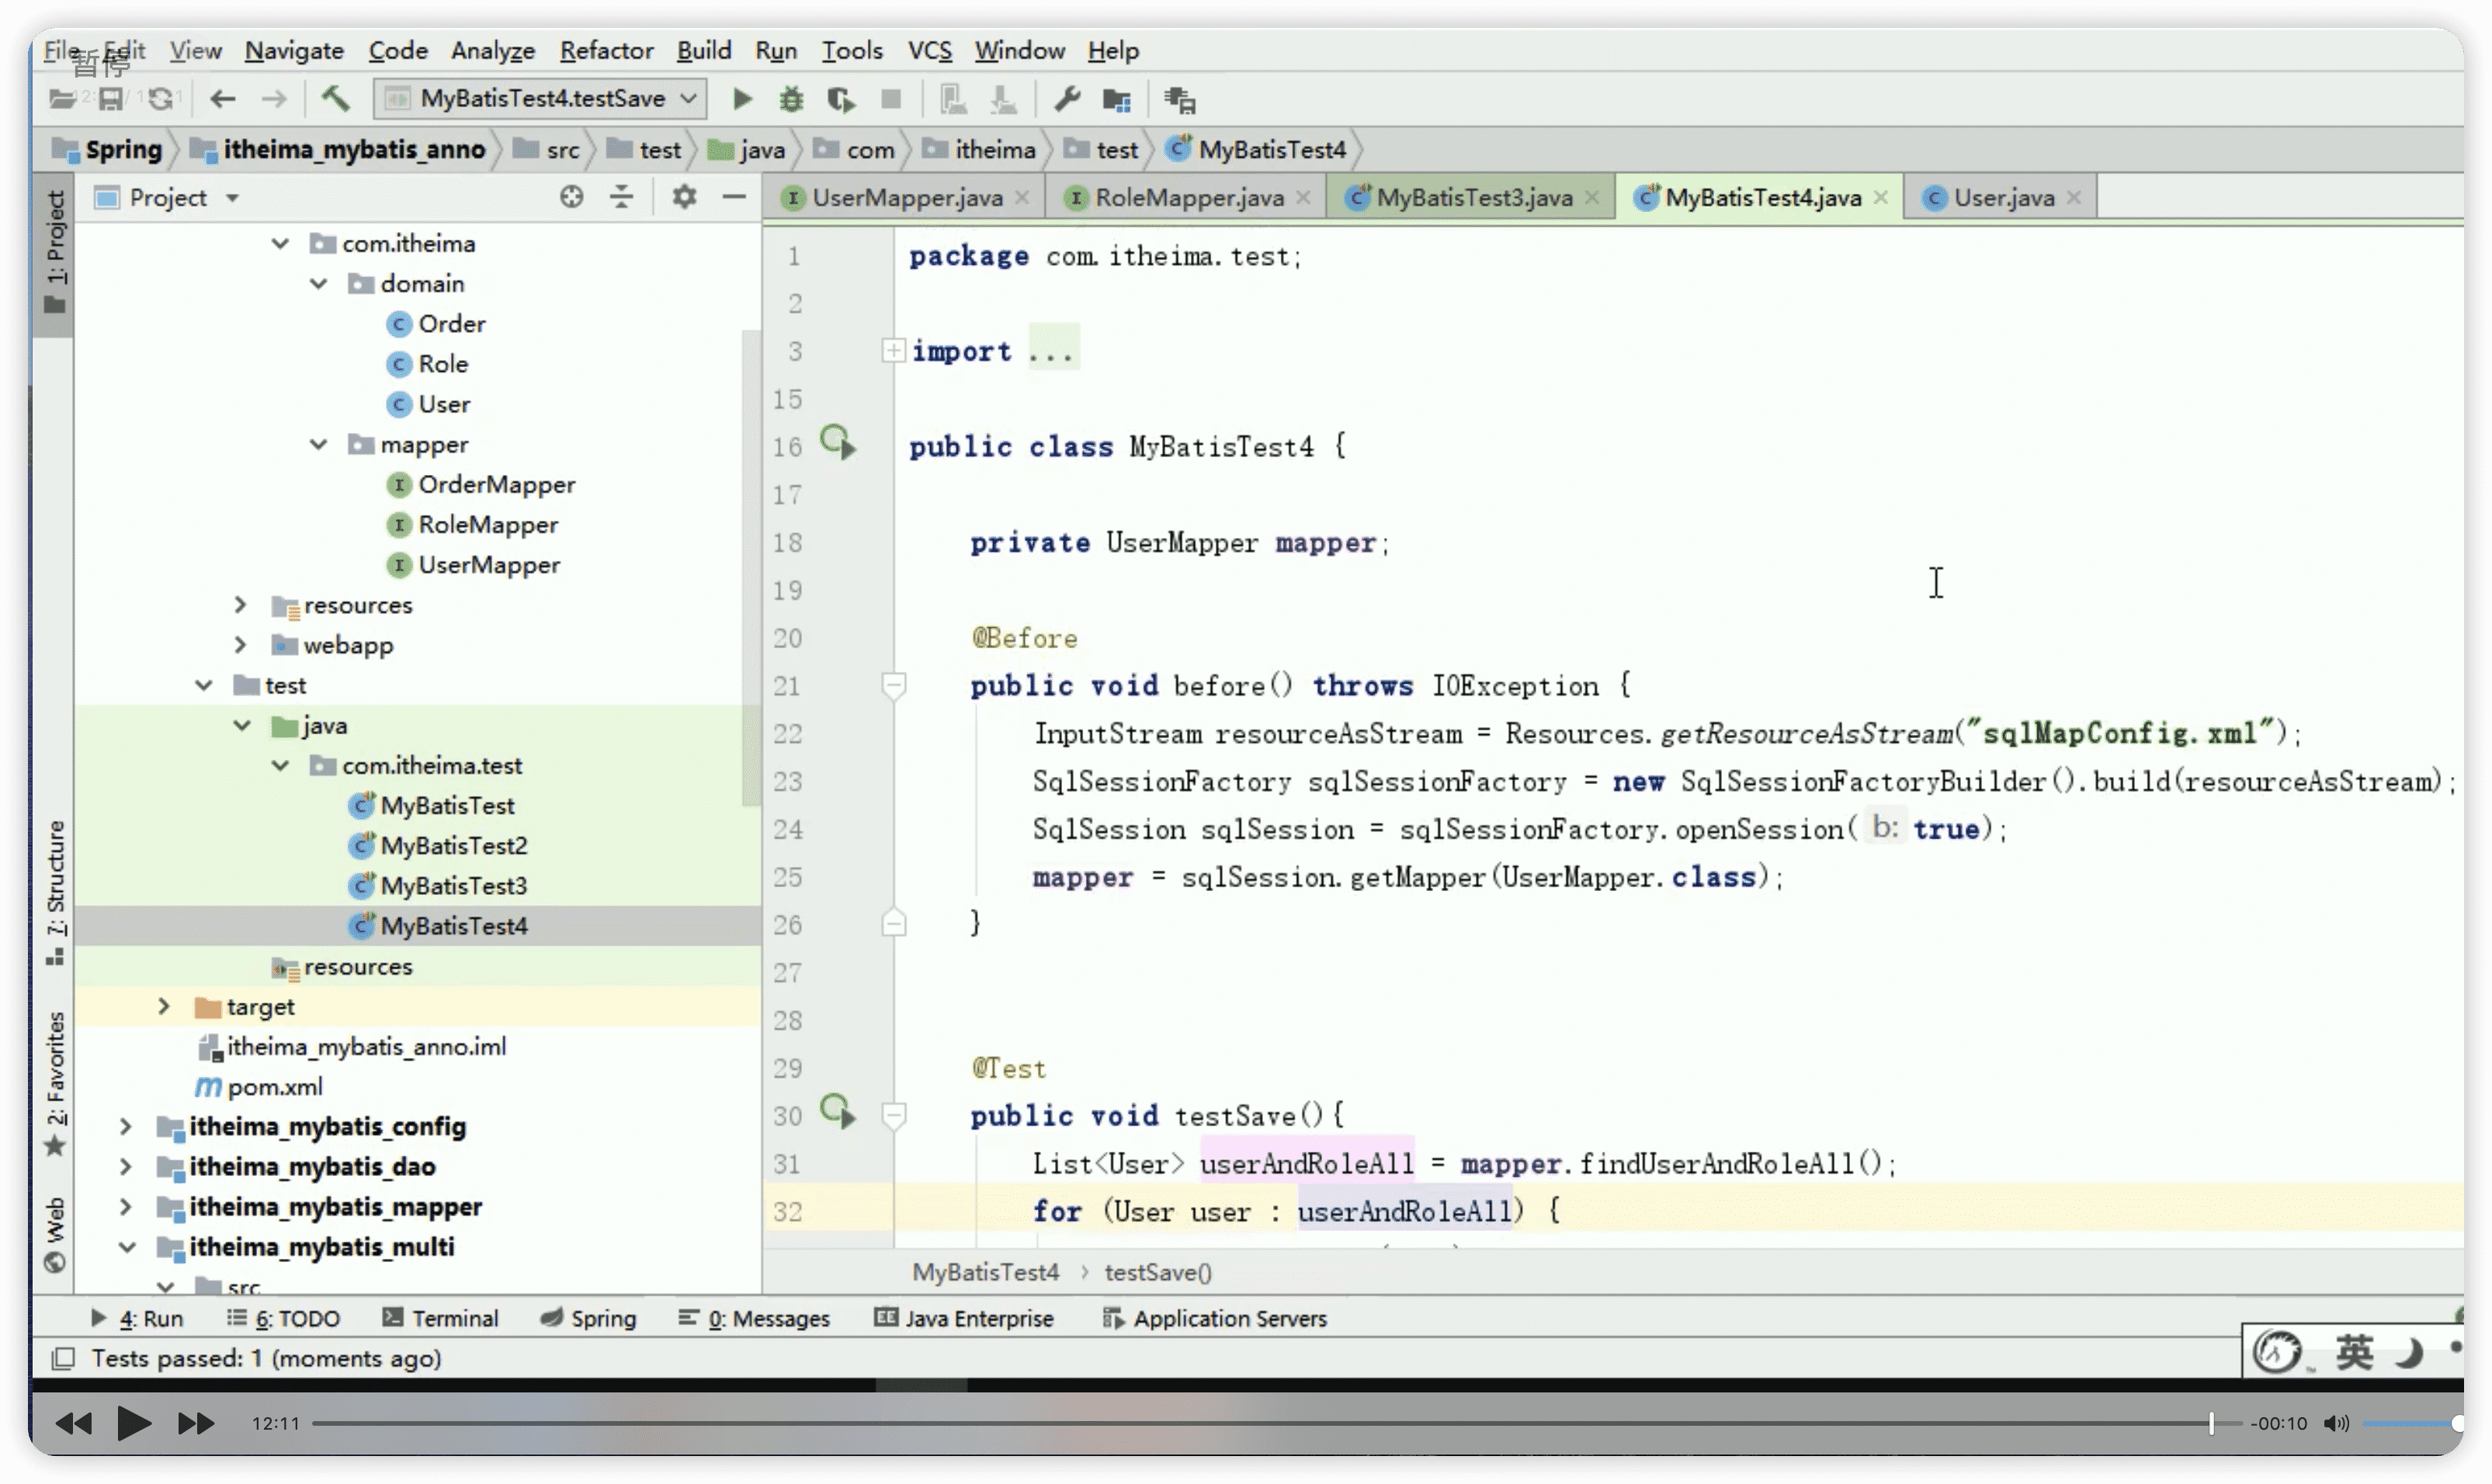 File Edit View Navigate Code Analyze Refactor Build Run Tools VCS Window Help
暂停
MyBatisTest4.testSave
Spring itheima_mybatis_anno src test java com itheima test MyBatisTest4
1: Project
Project
UserMapper.java RoleMapper.java MyBatisTest3.java MyBatisTest4.java User.java
com.itheima
domain
Order
Role
User
mapper
OrderMapper
RoleMapper
UserMapper
resources
webapp
test
java
com.itheima.test
MyBatisTest
MyBatisTest2
MyBatisTest3
MyBatisTest4
resources
target
itheima_mybatis_anno.iml
pom.xml
itheima_mybatis_config
itheima_mybatis_dao
itheima_mybatis_mapper
itheima_mybatis_multi
src
7: Structure
2: Favorites
Web
1 package com.itheima.test;
2
3 import ...
15
16 public class MyBatisTest4 {
17
18 private UserMapper mapper;
19
20 @Before
21 public void before() throws IOException {
22 InputStream resourceAsStream = Resources.getResourceAsStream("sqlMapConfig.xml");
23 SqlSessionFactory sqlSessionFactory = new SqlSessionFactoryBuilder().build(resourceAsStream);
24 SqlSession sqlSession = sqlSessionFactory.openSession( b: true);
25 mapper = sqlSession.getMapper(UserMapper.class);
26 }
27
28
29 @Test
30 public void testSave(){
31 List<User> userAndRoleAll = mapper.findUserAndRoleAll();
32 for (User user : userAndRoleAll) {
MyBatisTest4 › testSave()
4: Run 6: TODO Terminal Spring 0: Messages Java Enterprise Application Servers
Tests passed: 1 (moments ago)
英
12:11 -00:10